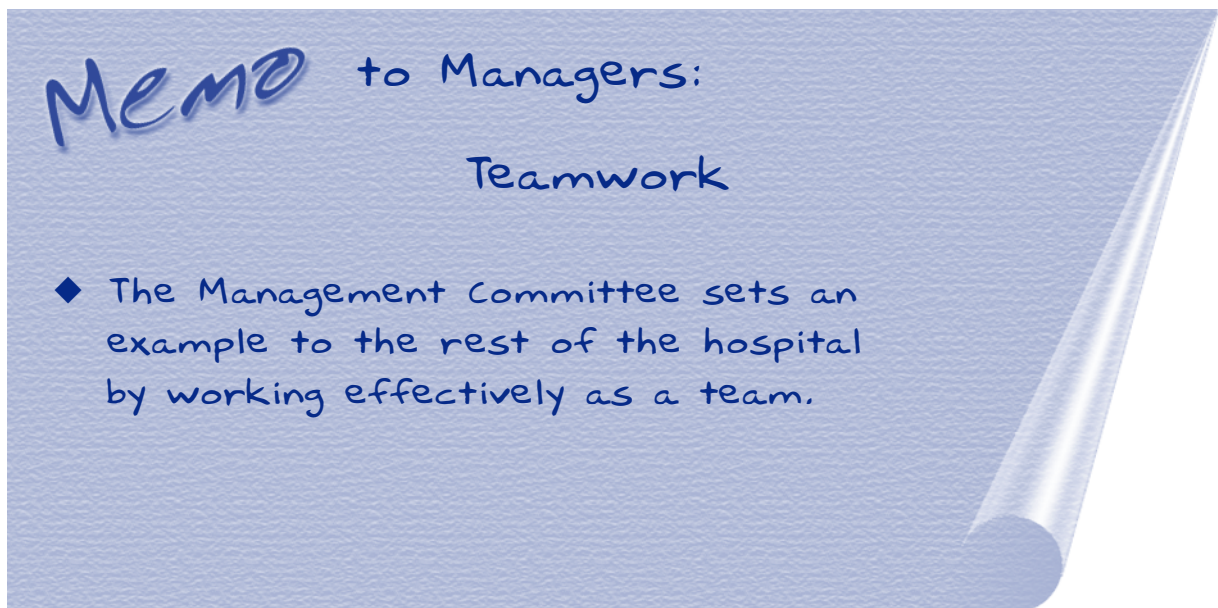 Memo to Managers:
Teamwork
◆ The Management Committee sets an
example to the rest of the hospital
by working effectively as a team.